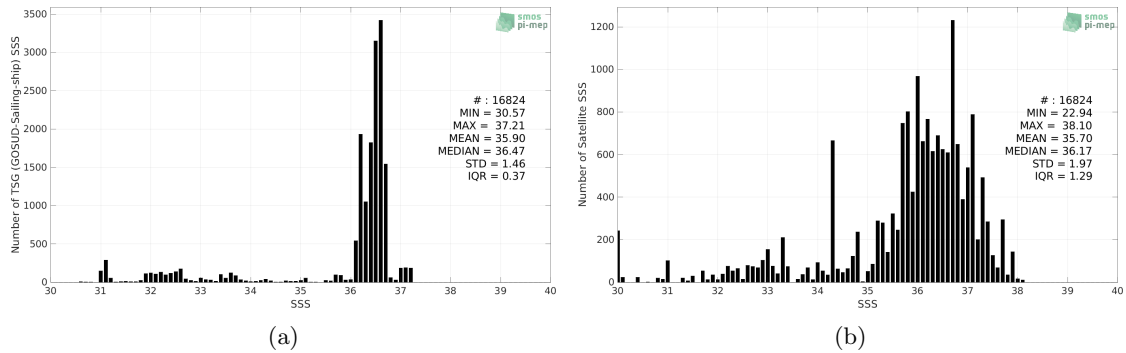 3500
3000
2500
2000
1500
1000
500
0
Number of TSG (GOSUD-Sailing-ship) SSS
smos
pi-mep
# : 16824
MIN = 30.57
MAX = 37.21
MEAN = 35.90
MEDIAN = 36.47
STD = 1.46
IQR = 0.37
30 31 32 33 34 35 36 37 38 39 40
SSS
(a)
1200
1000
800
600
400
200
0
Number of Satellite SSS
smos
pi-mep
# : 16824
MIN = 22.94
MAX = 38.10
MEAN = 35.70
MEDIAN = 36.17
STD = 1.97
IQR = 1.29
30 31 32 33 34 35 36 37 38 39 40
SSS
(b)